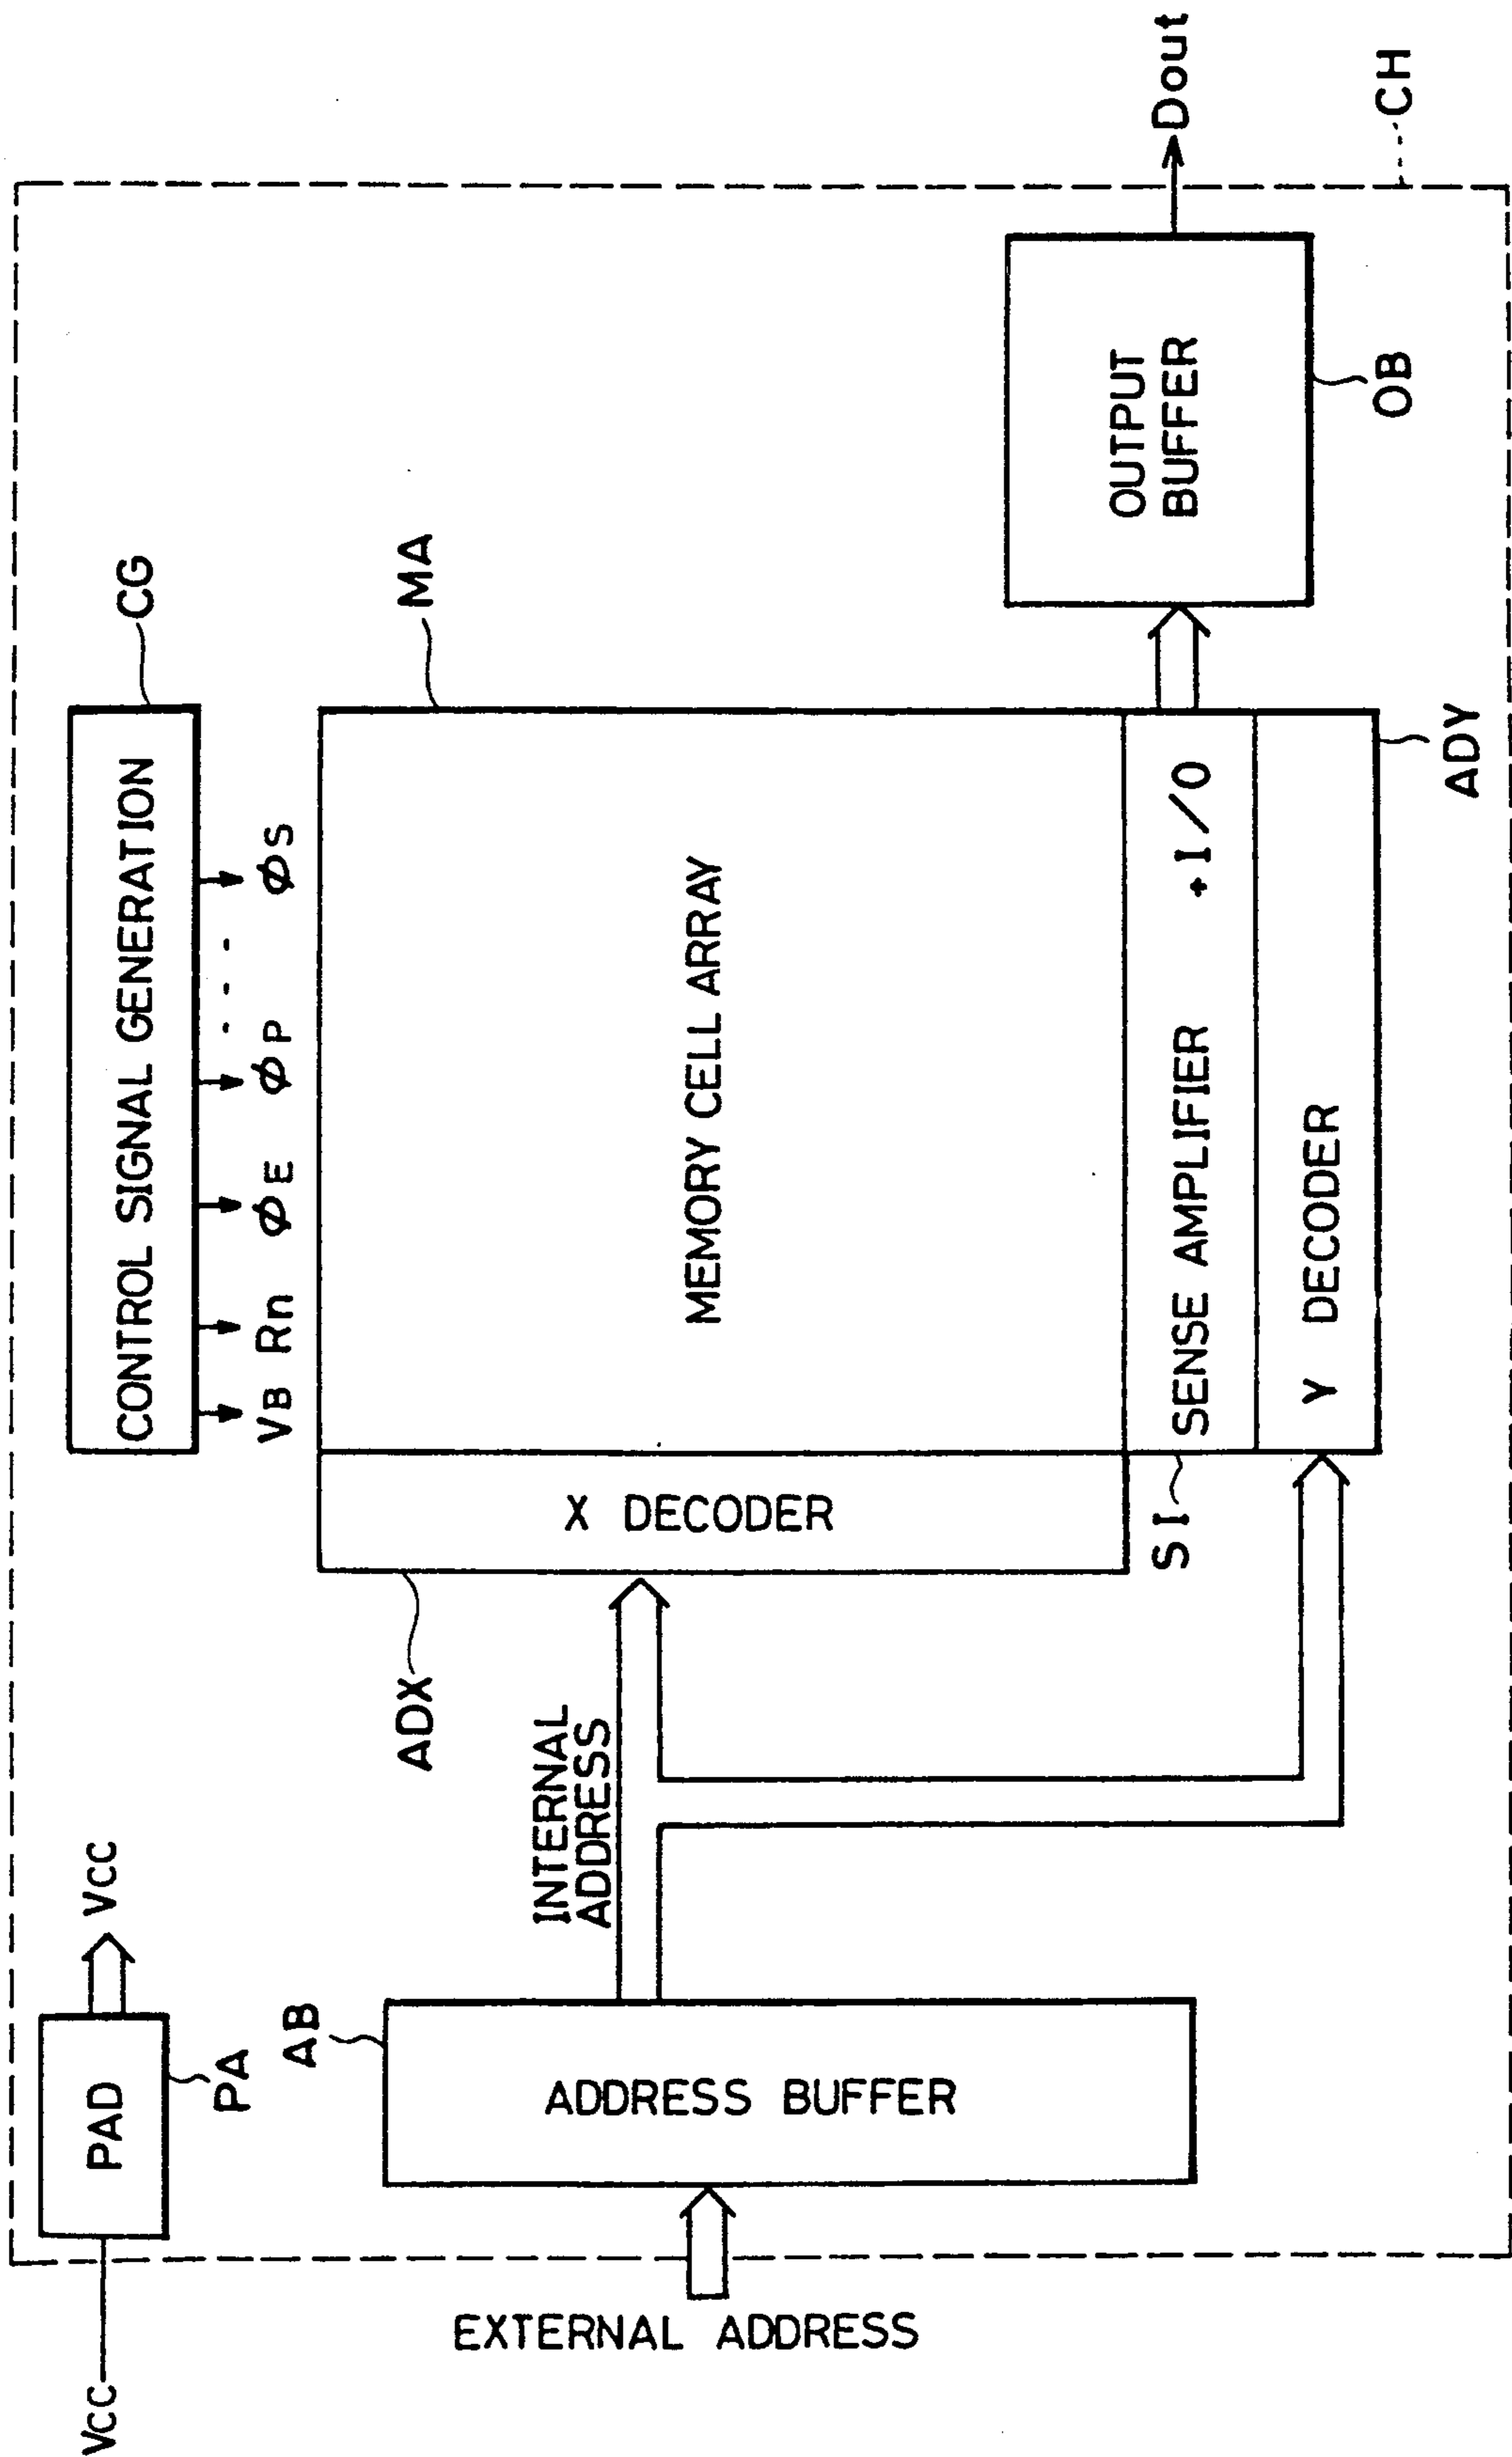 VCC
PAD
VCC
PA
CONTROL SIGNAL GENERATION
CG
VB Rn ΦE ΦP ... ΦS
AB
ADX
MA
EXTERNAL ADDRESS
ADDRESS BUFFER
INTERNAL
ADDRESS
X DECODER
MEMORY CELL ARRAY
SI
SENSE AMPLIFIER +I/O
Y DECODER
ADY
OUTPUT
BUFFER
OB
Dout
CH